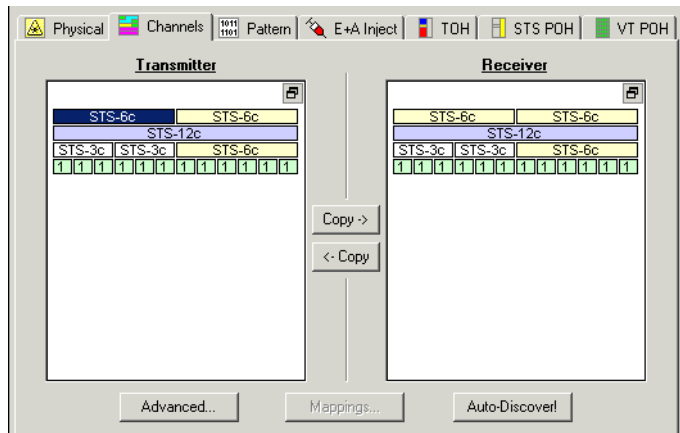 Physical Channels 1011 1101 Pattern E+A Inject TOH STS POH VT POH
Transmitter Receiver
STS-6c STS-6c STS-6c STS-6c
STS-12c STS-12c
STS-3c STS-3c STS-6c STS-3c STS-3c STS-6c
1 1 1 1 1 1 1 1 1 1 1 1 1 1 1 1 1 1 1 1 1 1 1 1
Copy ->
<- Copy
Advanced... Mappings... Auto-Discover!